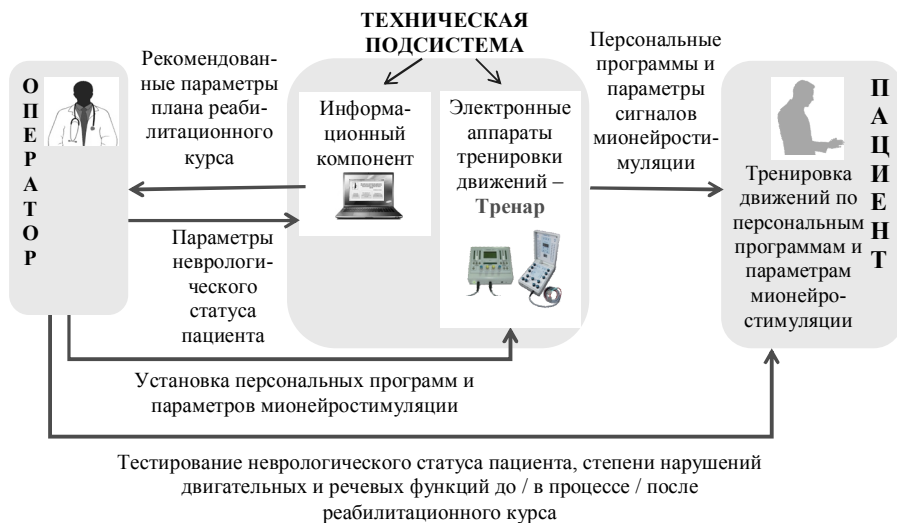 ТЕХНИЧЕСКАЯ
ПОДСИСТЕМА
ОПЕРАТОР
Рекомендован-
ные параметры
плана реаби-
литационного
курса
Параметры
неврологи-
ческого
статуса
пациента
Информа-
ционный
компонент
Электронные
аппараты
тренировки
движений –
Тренар
Персональные
программы и
параметры
сигналов
мионейрости-
муляции
ПАЦИЕНТ
Тренировка
движений по
персональным
программам и
параметрам
мионейро-
стимуляции
Установка персональных программ и
параметров мионейростимуляции
Тестирование неврологического статуса пациента, степени нарушений
двигательных и речевых функций до / в процессе / после
реабилитационного курса